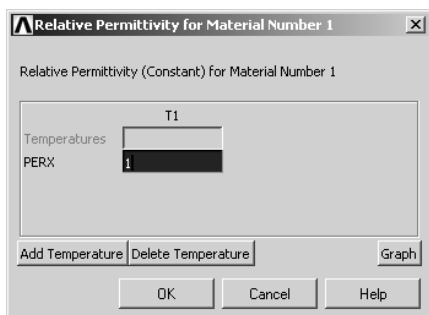 Relative Permittivity for Material Number 1
Relative Permittivity (Constant) for Material Number 1
T1
Temperatures
PERX 1
Add Temperature Delete Temperature Graph
OK Cancel Help